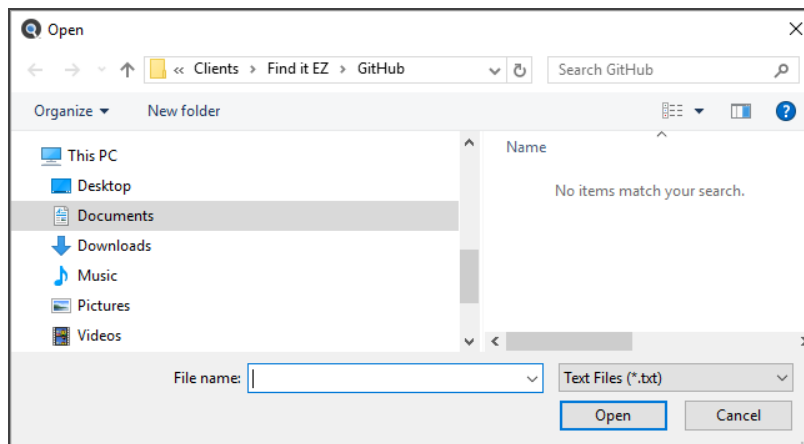 Open
« Clients > Find it EZ > GitHub
Search GitHub
Organize
New folder
This PC
Desktop
Documents
Downloads
Music
Pictures
Videos
Name
No items match your search.
File name:
Text Files (*.txt)
Open
Cancel